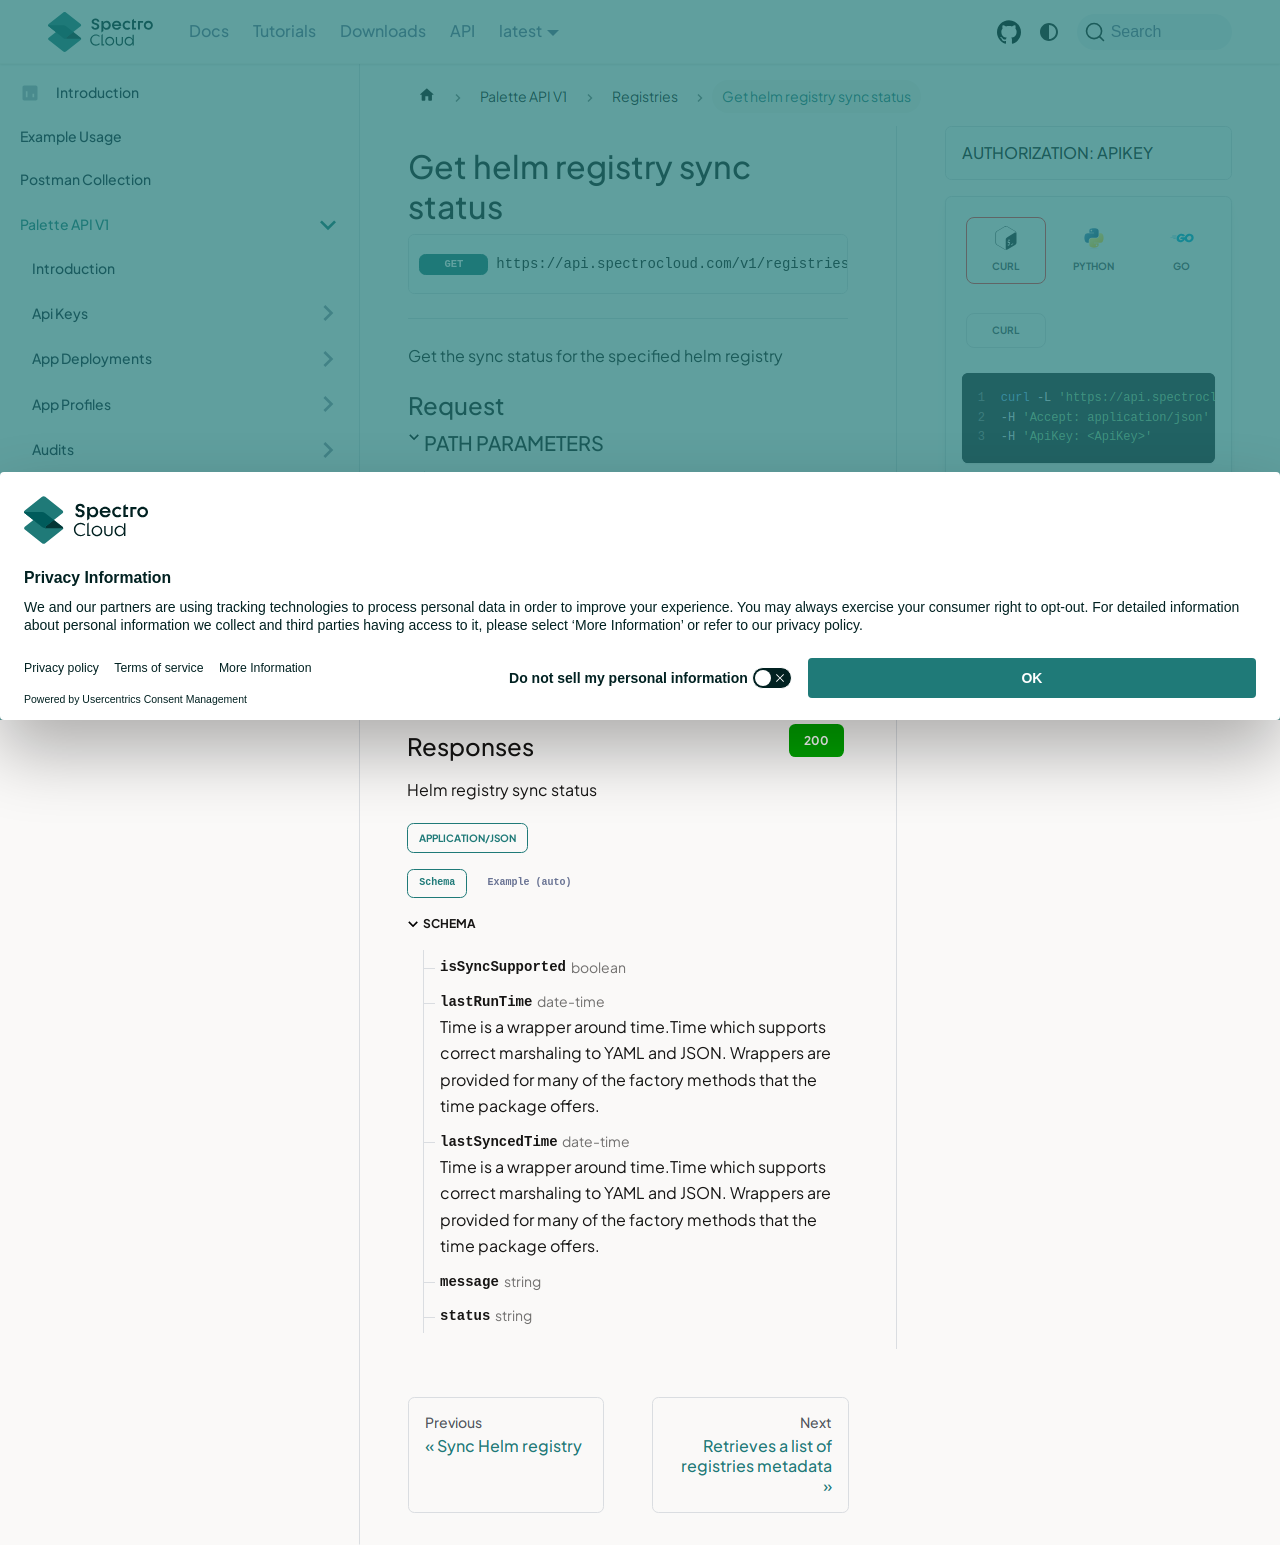 Spectro
Cloud
Docs
Tutorials
Downloads
API
latest
Search
Introduction
Example Usage
Postman Collection
Palette API V1
Introduction
Api Keys
App Deployments
App Profiles
Audits
Palette API V1
Registries
Get helm registry sync status
Get helm registry sync
status
GET
https://api.spectrocloud.com/v1/registries
Get the sync status for the specified helm registry
Request
PATH PARAMETERS
AUTHORIZATION: APIKEY
CURL
PYTHON
GO
CURL
1 curl -L 'https://api.spectrocl
2 -H 'Accept: application/json'
3 -H 'ApiKey: <ApiKey>'
Spectro
Cloud
Privacy Information
We and our partners are using tracking technologies to process personal data in order to improve your experience. You may always exercise your consumer right to opt-out. For detailed information
about personal information we collect and third parties having access to it, please select ‘More Information’ or refer to our privacy policy.
Privacy policy
Terms of service
More Information
Powered by Usercentrics Consent Management
Do not sell my personal information
OK
Responses
200
Helm registry sync status
APPLICATION/JSON
Schema
Example (auto)
SCHEMA
isSyncSupported boolean
lastRunTime date-time
Time is a wrapper around time.Time which supports
correct marshaling to YAML and JSON. Wrappers are
provided for many of the factory methods that the
time package offers.
lastSyncedTime date-time
Time is a wrapper around time.Time which supports
correct marshaling to YAML and JSON. Wrappers are
provided for many of the factory methods that the
time package offers.
message string
status string
Previous
« Sync Helm registry
Next
Retrieves a list of
registries metadata
»